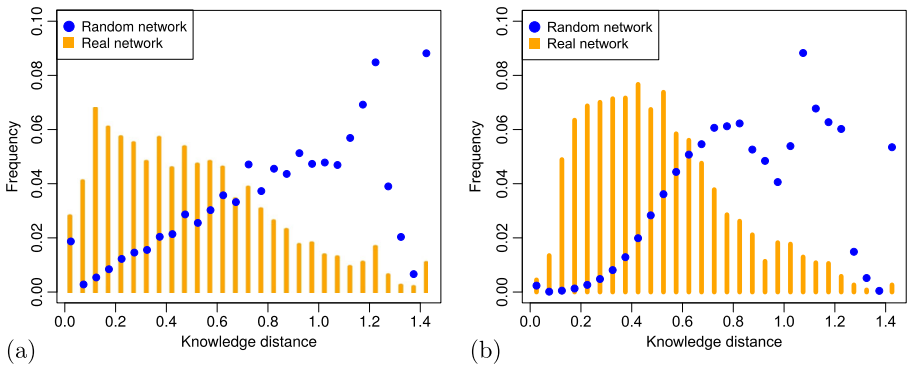 Random network
Real network
Frequency
0.00 0.02 0.04 0.06 0.08 0.10
0.0 0.2 0.4 0.6 0.8 1.0 1.2 1.4
Knowledge distance
(a)
Random network
Real network
Frequency
0.00 0.02 0.04 0.06 0.08 0.10
0.0 0.2 0.4 0.6 0.8 1.0 1.2 1.4
Knowledge distance
(b)